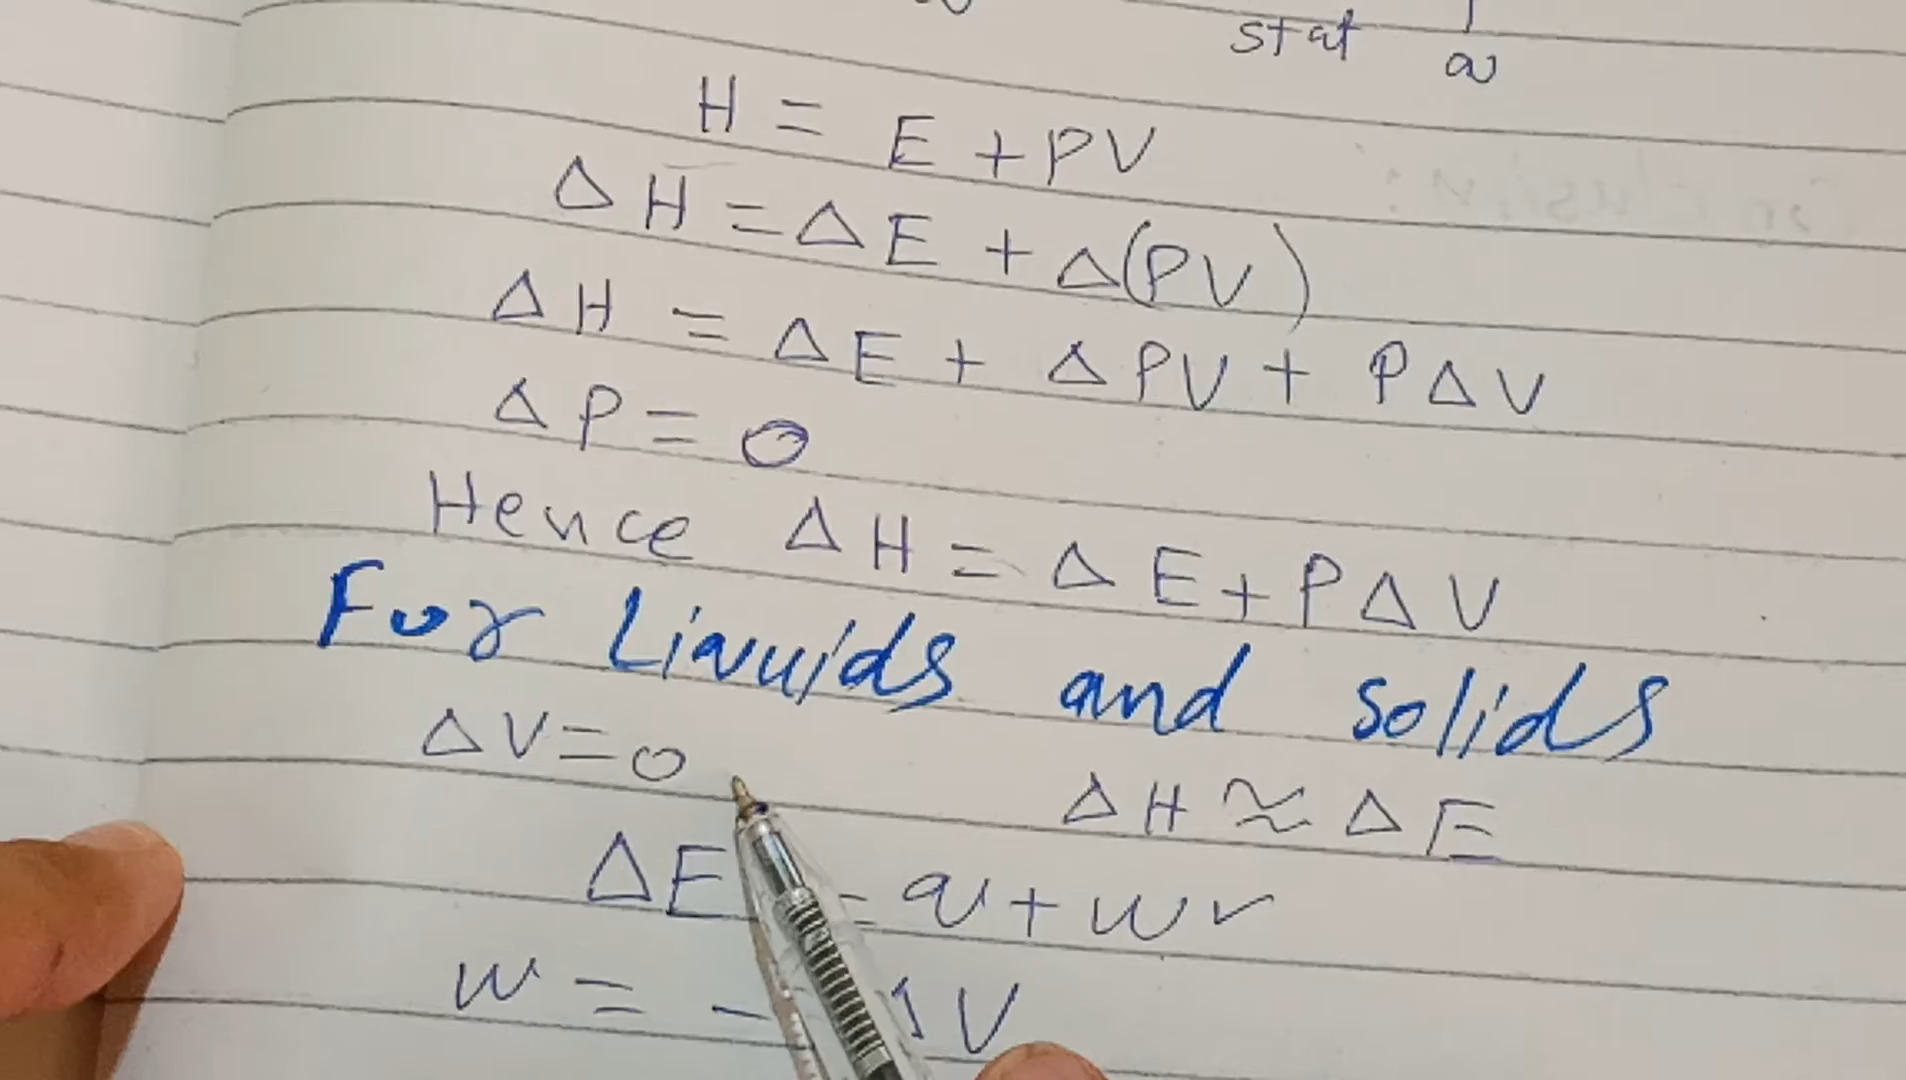 stat
H = E + PV
ΔH = ΔE + Δ(PV)
ΔH = ΔE + ΔPV + PΔV
ΔP = 0
Hence ΔH = ΔE + PΔV
For Liquids and solids
ΔV = 0 ΔH ≈ ΔE
ΔE = q + w
w = - ΔV